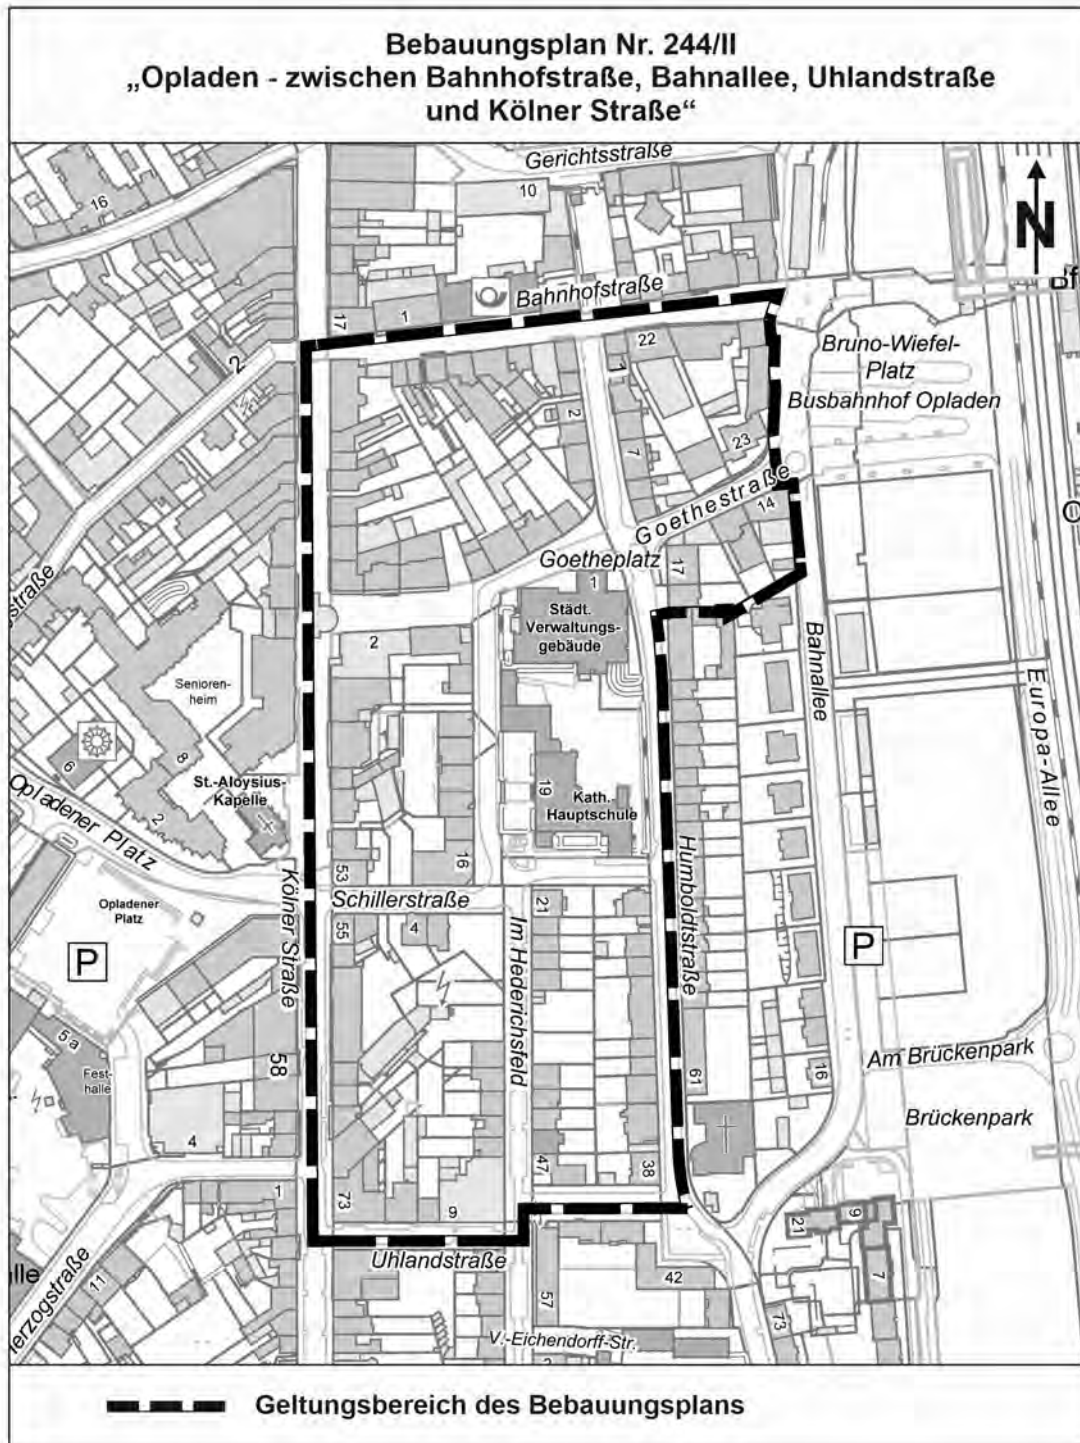 Bebauungsplan Nr. 244/II
„Opladen - zwischen Bahnhofstraße, Bahnallee, Uhlandstraße
und Kölner Straße“
Gerichtsstraße
16
10
N
Bf
Bahnhofstraße
17
1
2
22
1
Bruno-Wiefel-
Platz
Busbahnhof Opladen
2
7
23
Goethestraße
14
Goetheplatz
17
1
Städt.
Verwaltungs-
gebäude
2
Senioren-
heim
Bahnallee
Europa-Allee
6
8
St.-Aloysius-
Kapelle
2
Opladener Platz
19
Kath.-
Hauptschule
16
53
Schillerstraße
Kölner Straße
Humboldtstraße
21
Im Hederichsfeld
55
4
Opladener
Platz
P
P
5a
Fest-
halle
58
4
61
16
Am Brückenpark
Brückenpark
47
38
73
9
1
21
9
7
Uhlandstraße
lle
11
erzogstraße
42
57
73
V.-Eichendorff-Str.
Geltungsbereich des Bebauungsplans